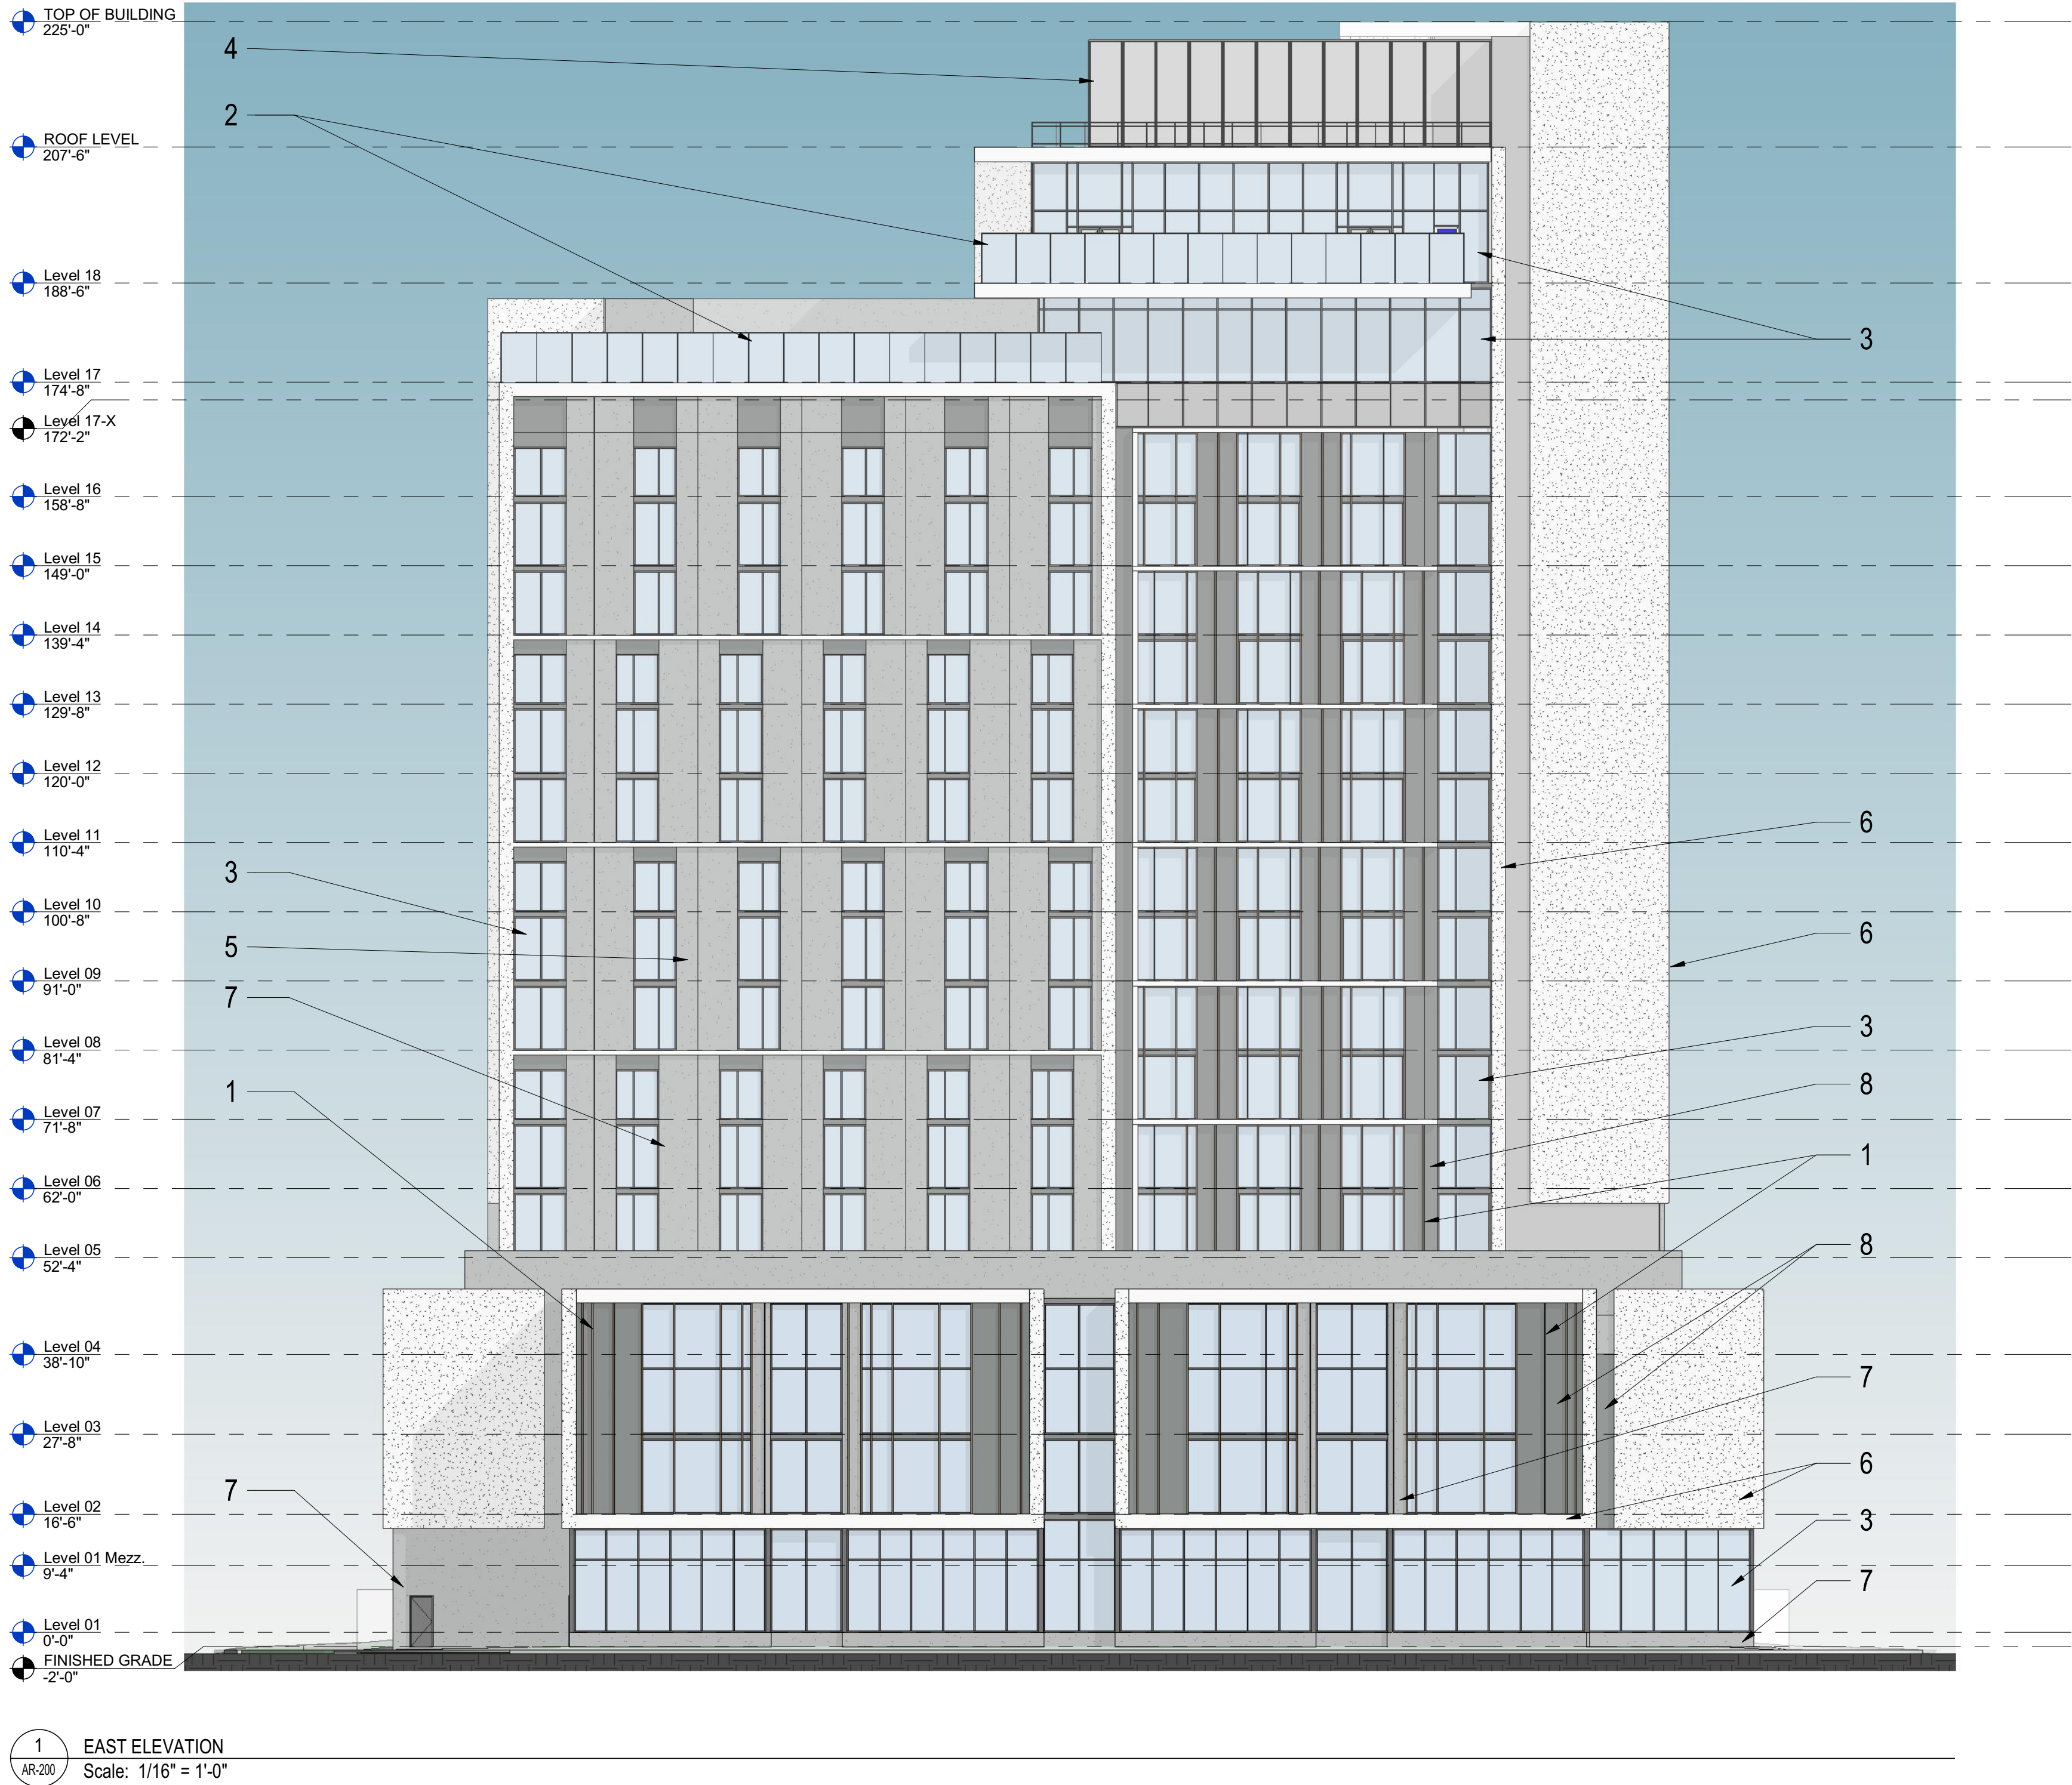 TOP OF BUILDING
225'-0"
4
2
ROOF LEVEL
207'-6"
Level 18
188'-6"
3
Level 17
174'-8"
Level 17-X
172'-2"
Level 16
158'-8"
Level 15
149'-0"
Level 14
139'-4"
Level 13
129'-8"
Level 12
120'-0"
6
Level 11
110'-4"
3
Level 10
100'-8"
6
5
Level 09
91'-0"
7
3
Level 08
81'-4"
8
1
Level 07
71'-8"
1
Level 06
62'-0"
8
Level 05
52'-4"
Level 04
38'-10"
7
Level 03
27'-8"
6
7
Level 02
16'-6"
3
Level 01 Mezz.
9'-4"
7
Level 01
0'-0"
FINISHED GRADE
-2'-0"
1
AR-200
EAST ELEVATION
Scale: 1/16" = 1'-0"